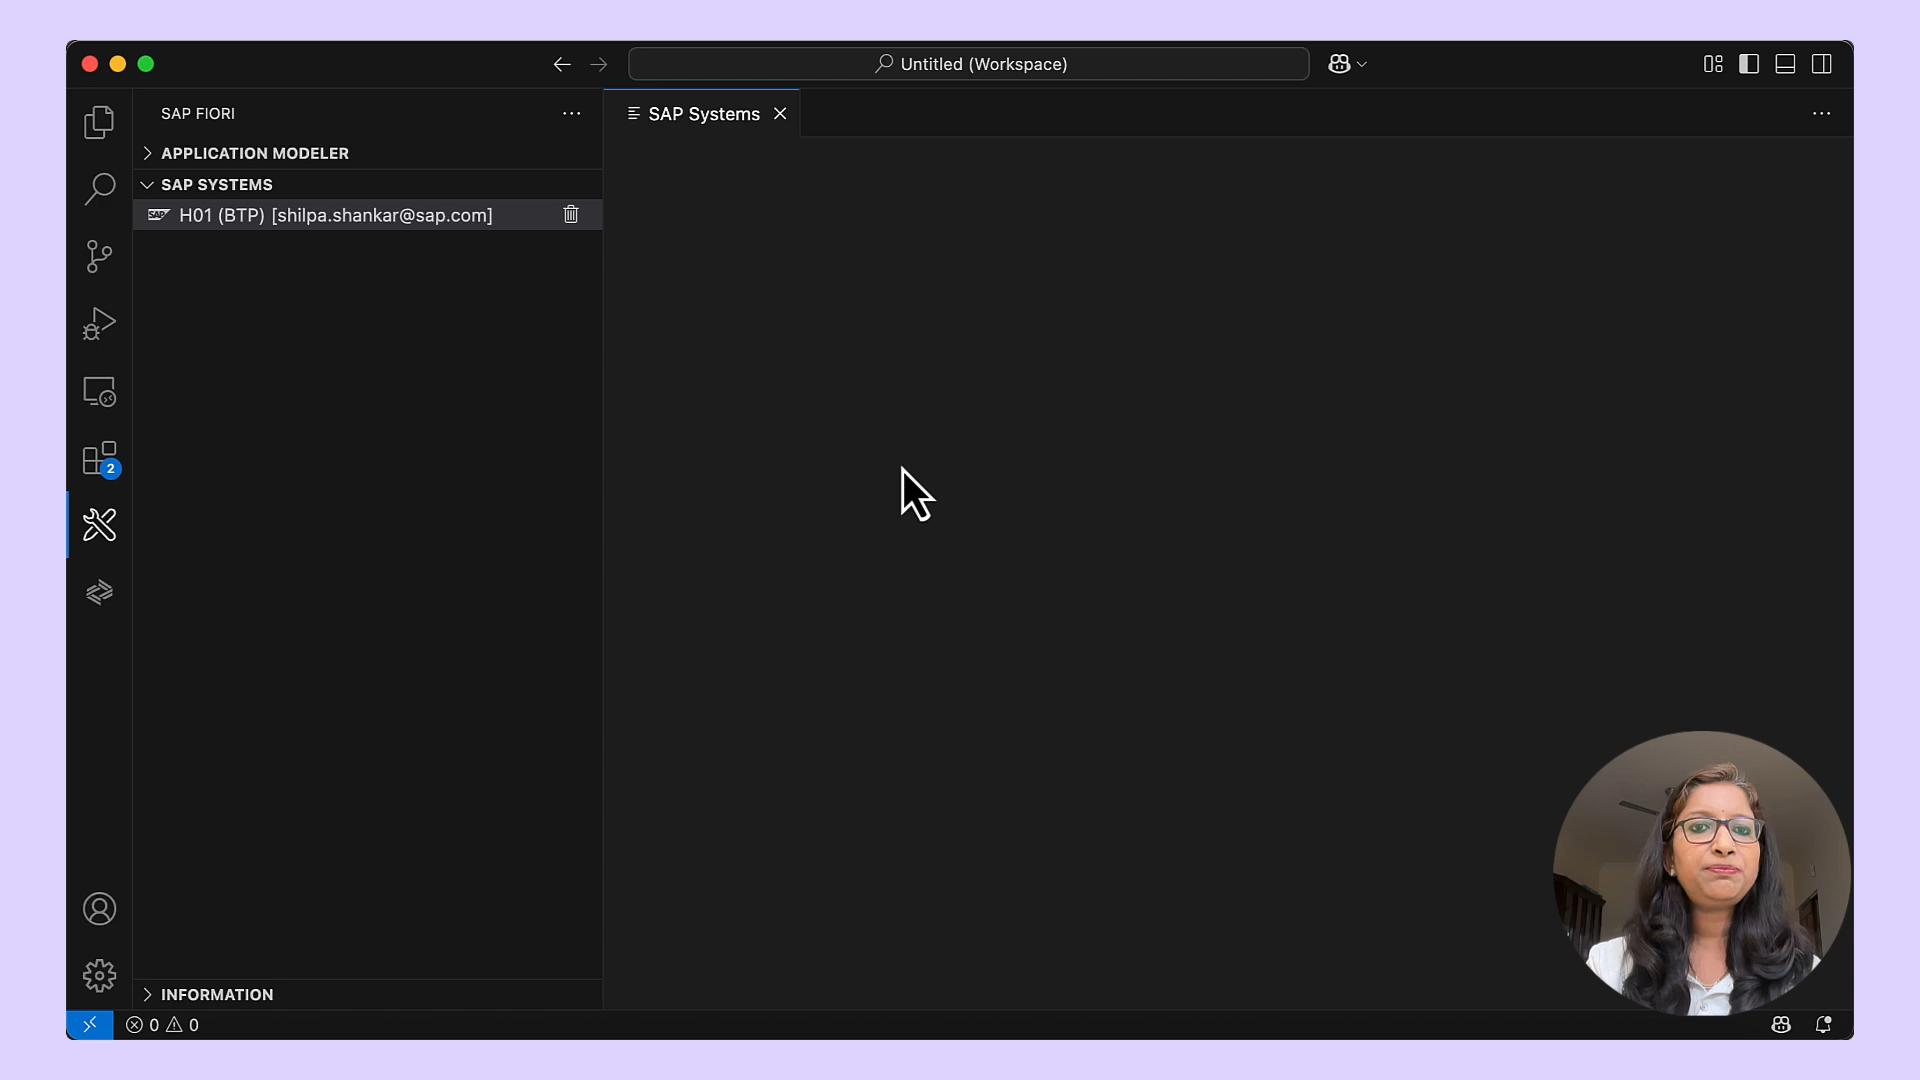 Untitled (Workspace)
SAP FIORI
SAP Systems
APPLICATION MODELER
SAP SYSTEMS
SAP H01 (BTP) [shilpa.shankar@sap.com]
2
INFORMATION
0 0